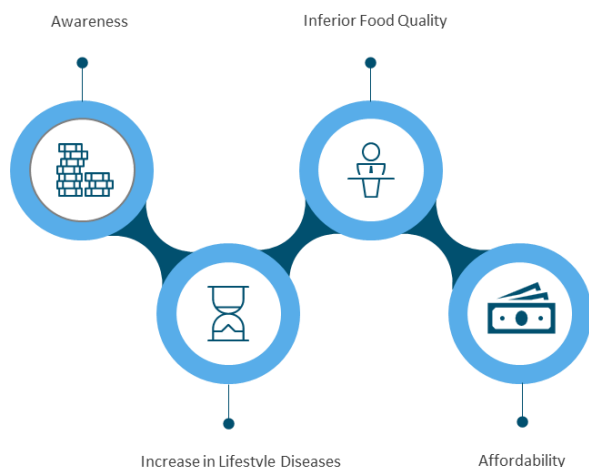 Awareness
Inferior Food Quality
Increase in Lifestyle Diseases
Affordability